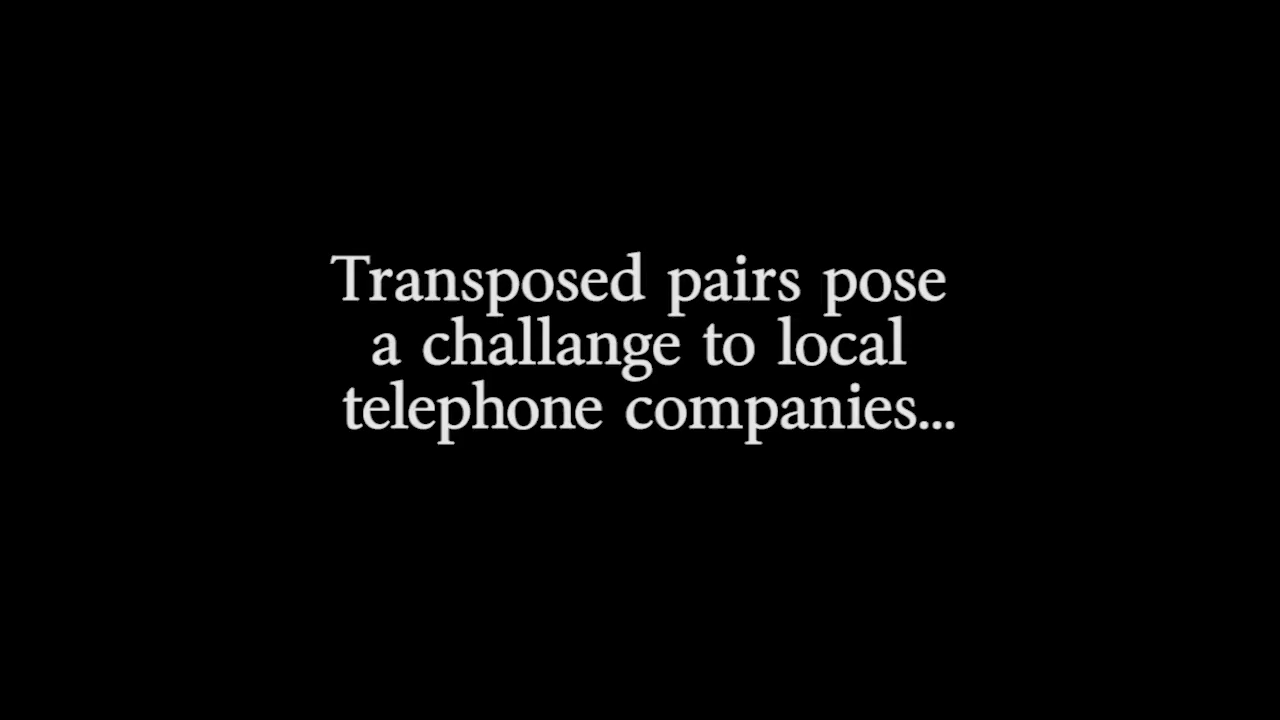 Transposed pairs pose
a challange to local
telephone companies...